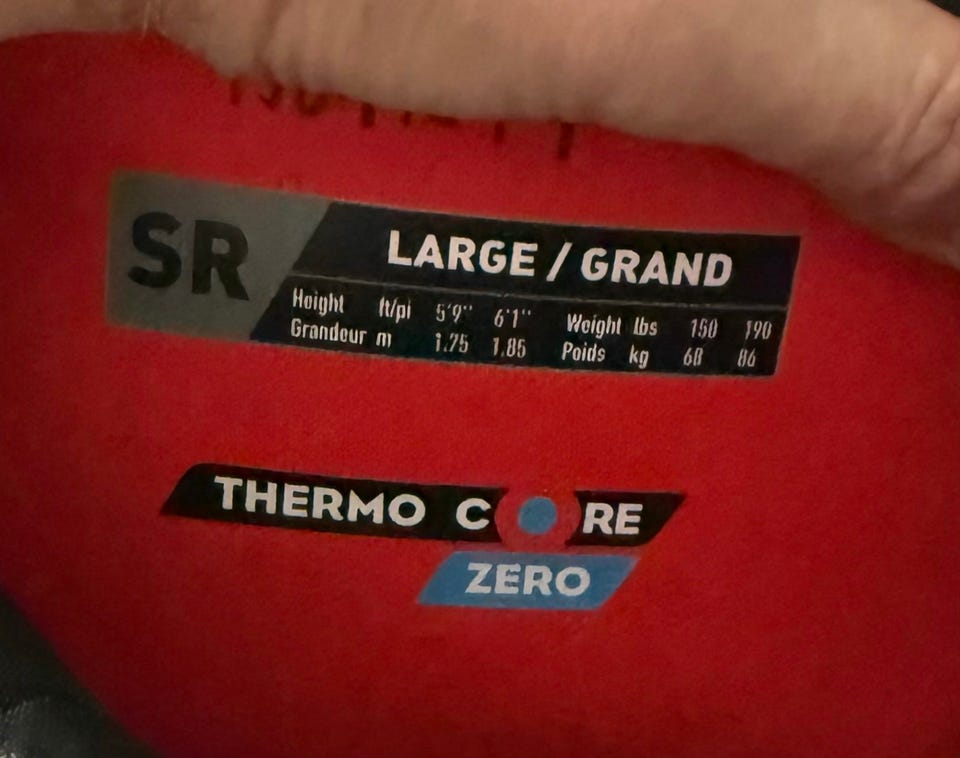 SR
LARGE / GRAND
Height ft/pi 5'9" 6'1" Weight lbs 150 190
Grandeur m 1.75 1.85 Poids kg 68 86
THERMO CORE
ZERO